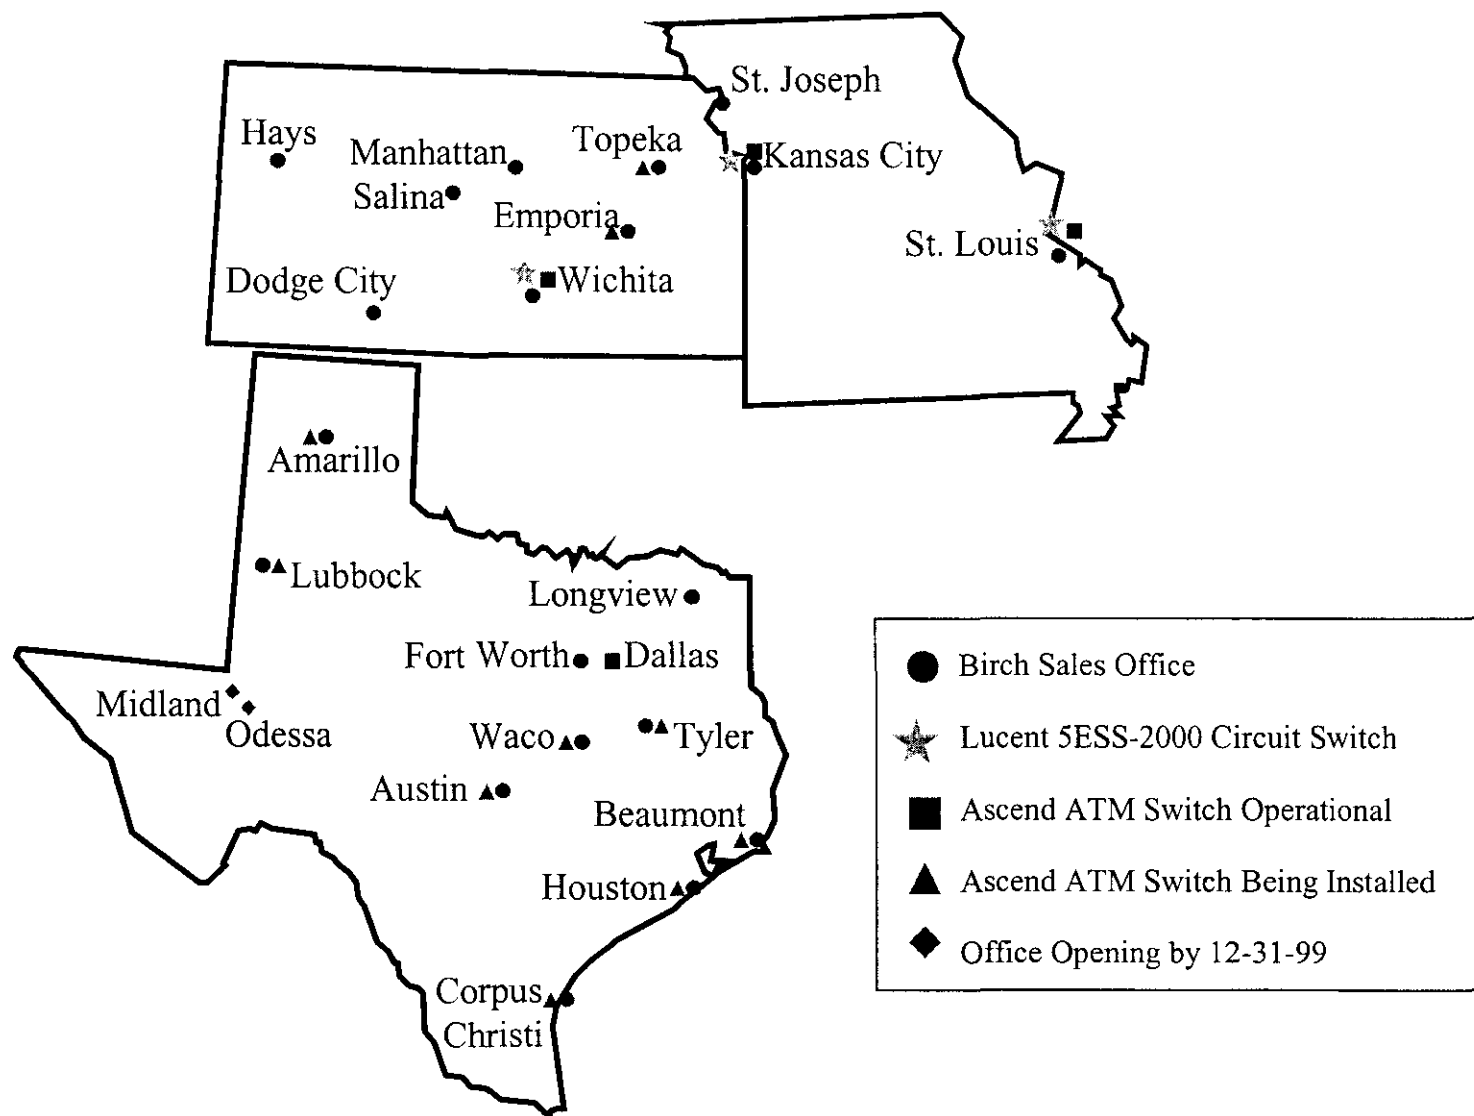 St. Joseph
Hays
Manhattan
Topeka
Kansas City
Salina
Emporia
St. Louis
Dodge City
Wichita
Amarillo
Lubbock
Longview
Fort Worth
Dallas
Midland
Odessa
Waco
Tyler
Austin
Beaumont
Houston
Corpus
Christi
Birch Sales Office
Lucent 5ESS-2000 Circuit Switch
Ascend ATM Switch Operational
Ascend ATM Switch Being Installed
Office Opening by 12-31-99